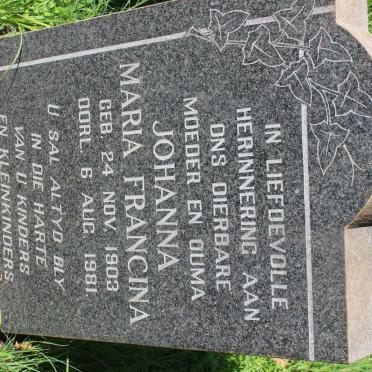 IN LIEFDEVOLLE
HERINNERING AAN
ONS DIERBARE
MOEDER EN OUMA
JOHANNA
MARIA FRANCINA
GEB 24 NOV 1903
OORL 6 AUG 1981
U SAL ALTYD BLY
IN DIE HARTE
VAN U KINDERS
EN KLEINKINDERS